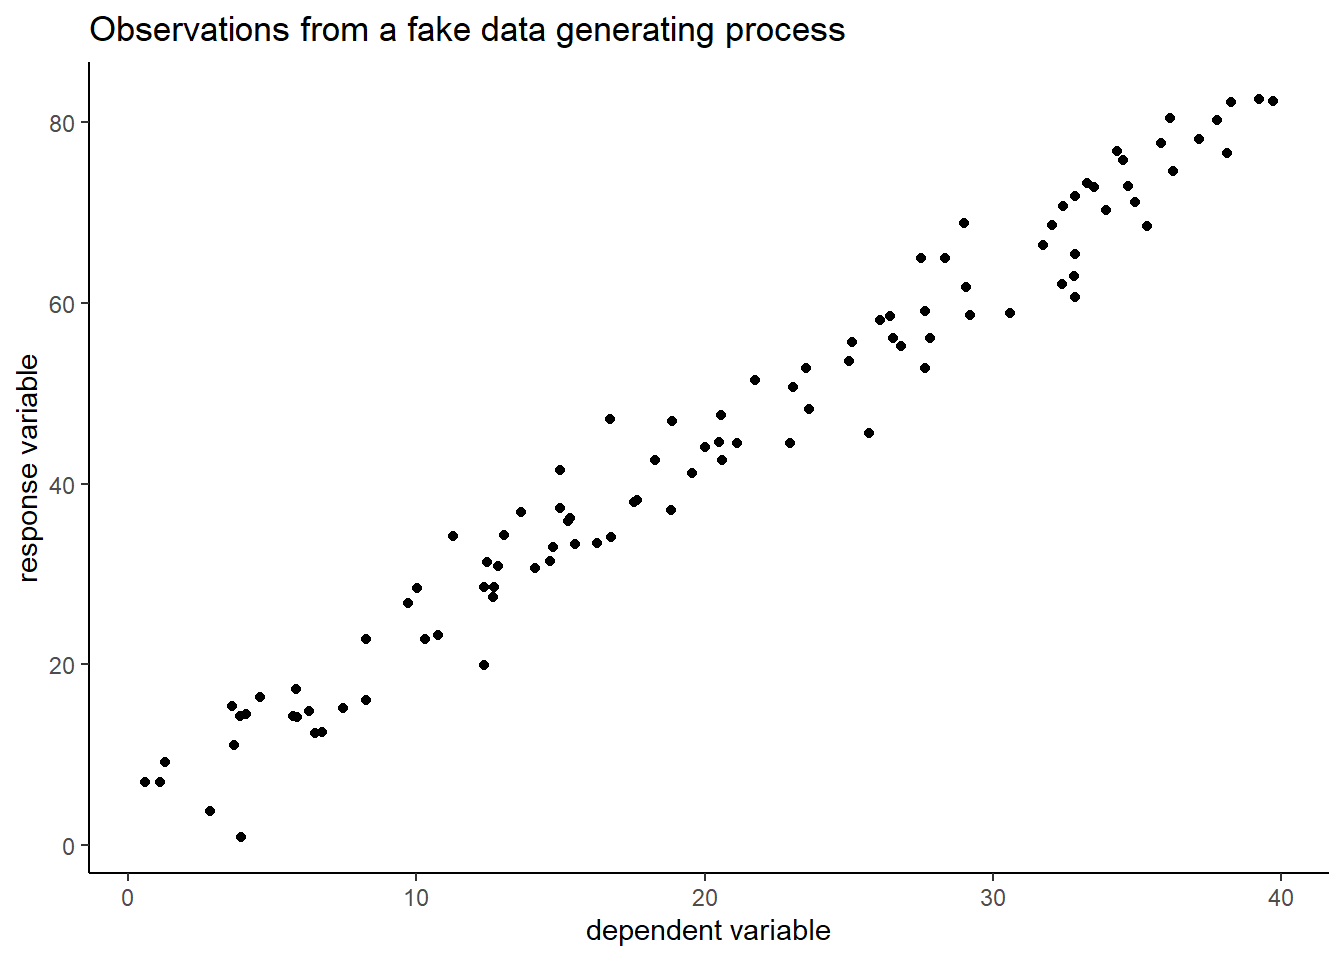 Observations from a fake data generating process
80
60
40
20
0
response variable
0 10 20 30 40
dependent variable